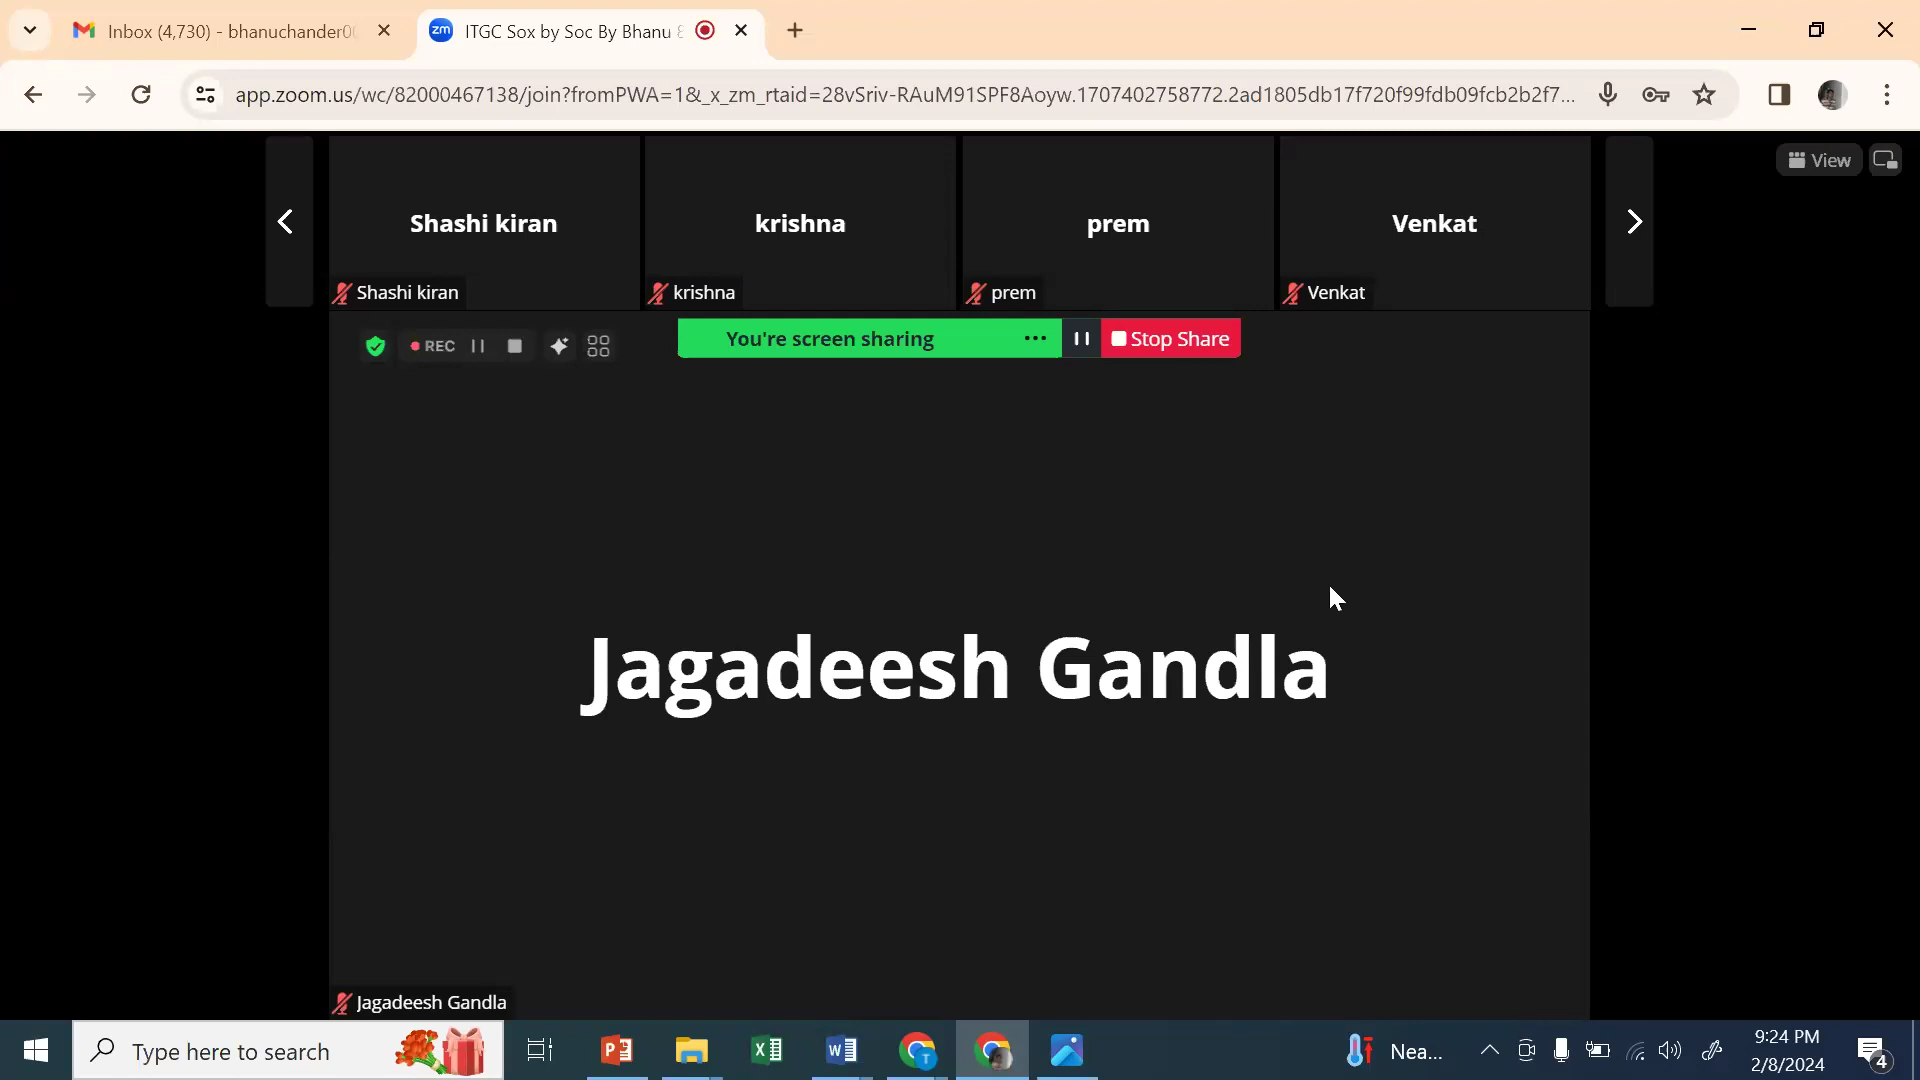 Inbox (4,730) - bhanuchander0
zm ITGC Sox by Soc By Bhanu 8
app.zoom.us/wc/82000467138/join?fromPWA=1&_x_zm_rtaid=28vSriv-RAuM91SPF8Aoyw.1707402758772.2ad1805db17f720f99fdb09fcb2b2f7...
View
Shashi kiran
krishna
prem
Venkat
Shashi kiran
krishna
prem
Venkat
REC
You're screen sharing
Stop Share
Jagadeesh Gandla
Jagadeesh Gandla
Type here to search
Nea...
9:24 PM
2/8/2024
4